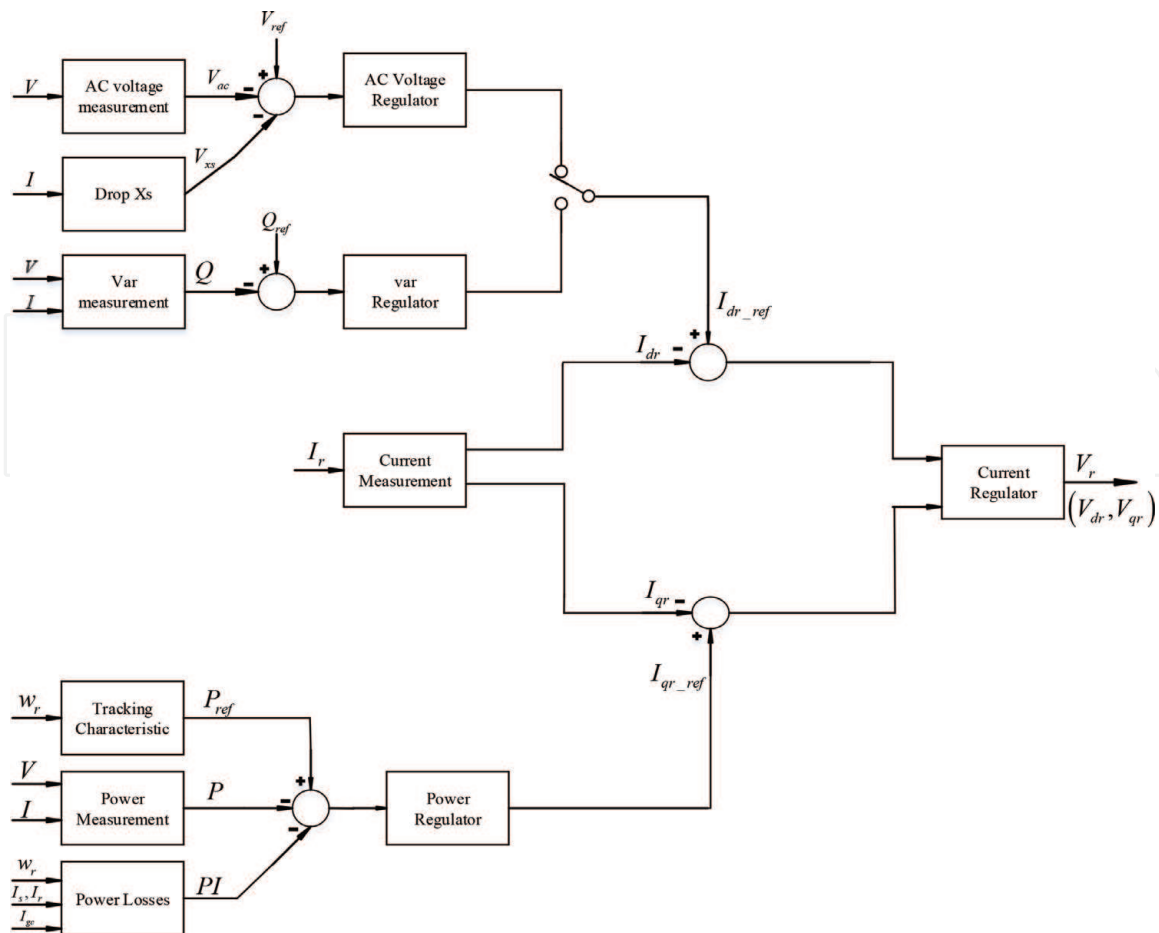 V_ref
V
AC voltage
measurement
V_ac
+
-
-
AC Voltage
Regulator
I
Drop Xs
V_xs
Q_ref
V
I
Var
measurement
Q
+
-
var
Regulator
I_dr_ref
I_dr
-
+
I_r
Current
Measurement
Current
Regulator
V_r
(V_dr, V_qr)
I_qr
-
+
I_qr_ref
w_r
Tracking
Characteristic
P_ref
V
I
Power
Measurement
P
+
-
-
Power
Regulator
w_r
I_s, I_r
I_gc
Power Losses
PI